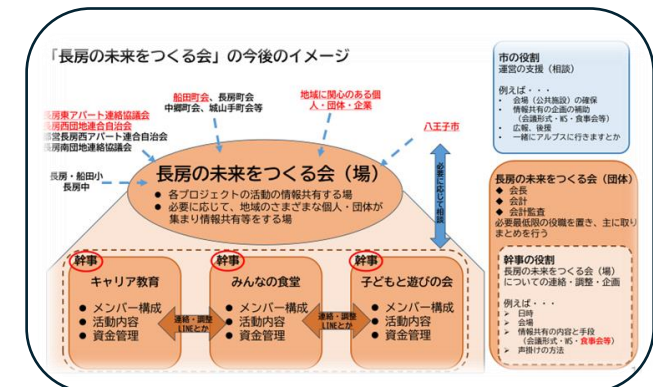 「長房の未来をつくる会」の今後のイメージ
船田町会、長房町会
中郷町会、城山手町会等
地域に関心のある個
人・団体・企業
八王子市
長房東アパート連絡協議会
長房西団地連合自治会
営長房西アパート連合自治会
長房南団地連絡協議会
長房・船田小
長房中
長房の未来をつくる会（場）
● 各プロジェクトの活動の情報共有する場
● 必要に応じて、地域のさまざまな個人・団体が
集まり情報共有等をする場
必要に応じて相談
幹事
キャリア教育
● メンバー構成
● 活動内容
● 資金管理
連絡・調整
LINEとか
幹事
みんなの食堂
● メンバー構成
● 活動内容
● 資金管理
連絡・調整
LINEとか
幹事
子どもと遊びの会
● メンバー構成
● 活動内容
● 資金管理
市の役割
運営の支援（相談）
例えば・・・
・ 会場（公共施設）の確保
・ 情報共有の企画の補助
（会議形式・WS・食事会等）
・ 広報、後援
・ 一緒にアルプスに行きますとか
長房の未来をつくる会（団体）
◆ 会長
◆ 会計
◆ 会計監査
必要最低限の役職を置き、主に取り
まとめを行う
幹事の役割
長房の未来をつくる会（場）
についての連絡・調整・企画
例えば・・・
➢ 日時
➢ 会場
➢ 情報共有の内容と手段
（会議形式・WS・食事会等）
➢ 声掛けの方法